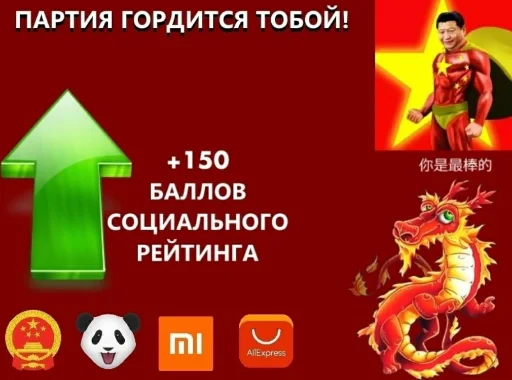 ПАРТИЯ ГОРДИТСЯ ТОБОЙ!
你是最棒的
+150
БАЛЛОВ
СОЦИАЛЬНОГО
РЕЙТИНГА
mi
AliExpress